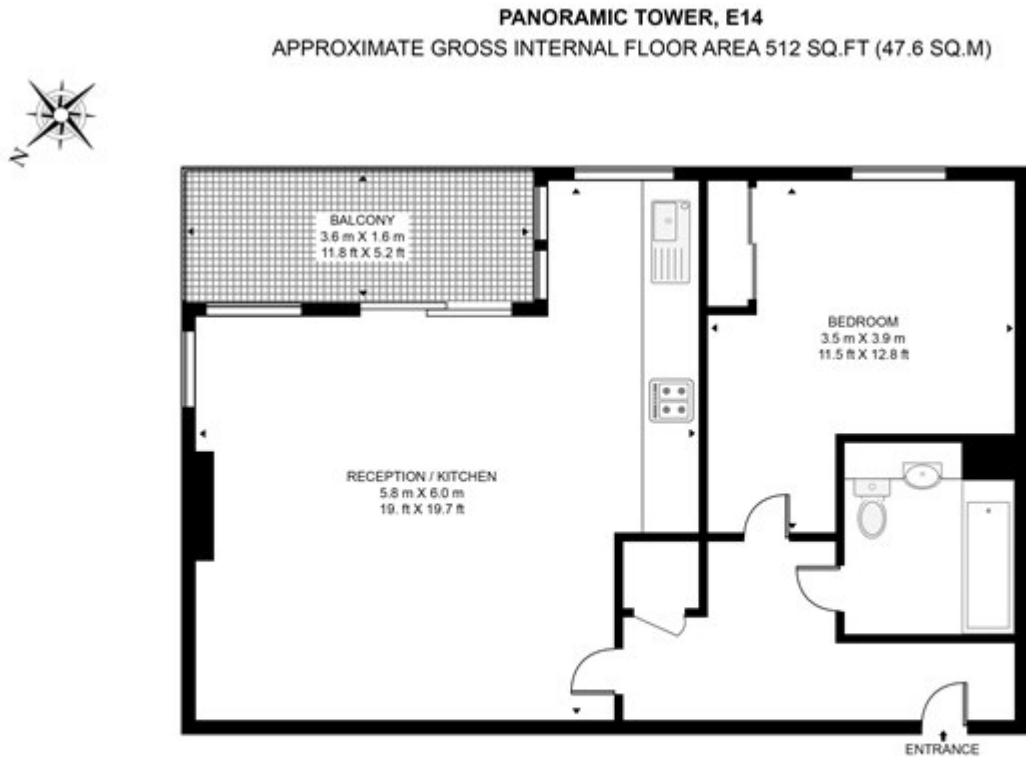 PANORAMIC TOWER, E14
APPROXIMATE GROSS INTERNAL FLOOR AREA 512 SQ.FT (47.6 SQ.M)
N
BALCONY
3.6 m X 1.6 m
11.8 ft X 5.2 ft
BEDROOM
3.5 m X 3.9 m
11.5 ft X 12.8 ft
RECEPTION / KITCHEN
5.8 m X 6.0 m
19. ft X 19.7 ft
ENTRANCE